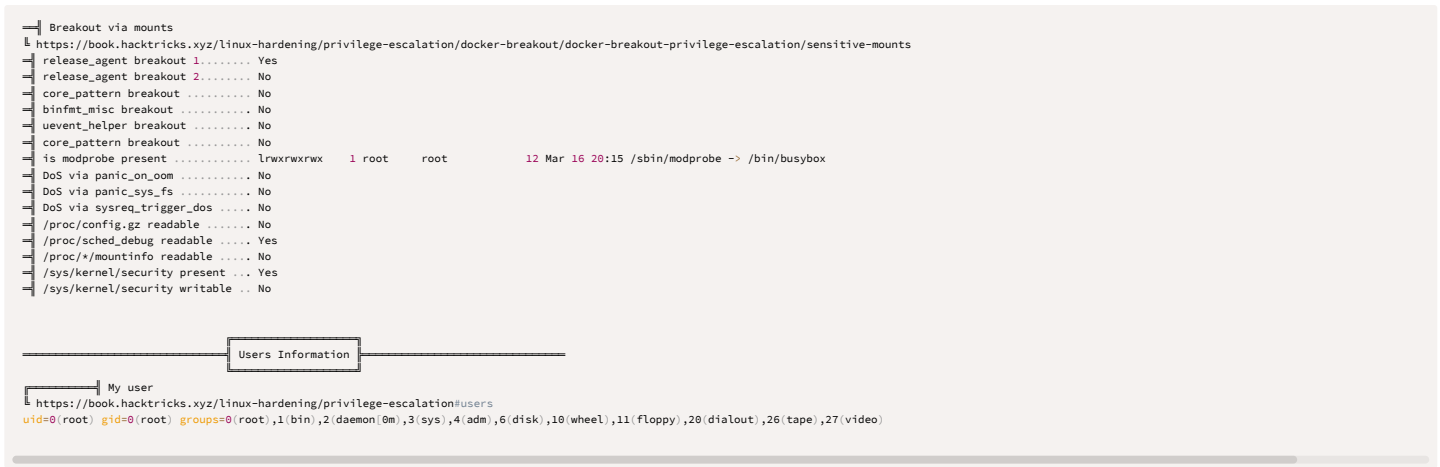 ══╣ Breakout via mounts
╚ https://book.hacktricks.xyz/linux-hardening/privilege-escalation/docker-breakout/docker-breakout-privilege-escalation/sensitive-mounts
═╣ release_agent breakout 1........ Yes
═╣ release_agent breakout 2........ No
═╣ core_pattern breakout .......... No
═╣ binfmt_misc breakout ........... No
═╣ uevent_helper breakout ......... No
═╣ core_pattern breakout .......... No
═╣ is modprobe present ............ lrwxrwxrwx    1 root     root            12 Mar 16 20:15 /sbin/modprobe -> /bin/busybox
═╣ DoS via panic_on_oom ........... No
═╣ DoS via panic_sys_fs ........... No
═╣ DoS via sysreq_trigger_dos ..... No
═╣ /proc/config.gz readable ....... No
═╣ /proc/sched_debug readable ..... Yes
═╣ /proc/*/mountinfo readable ..... No
═╣ /sys/kernel/security present ... Yes
═╣ /sys/kernel/security writable .. No
╣ Users Information ╠
╔══════════╣ My user
╚ https://book.hacktricks.xyz/linux-hardening/privilege-escalation#users
uid=0(root) gid=0(root) groups=0(root),1(bin),2(daemon[0m),3(sys),4(adm),6(disk),10(wheel),11(floppy),20(dialout),26(tape),27(video)